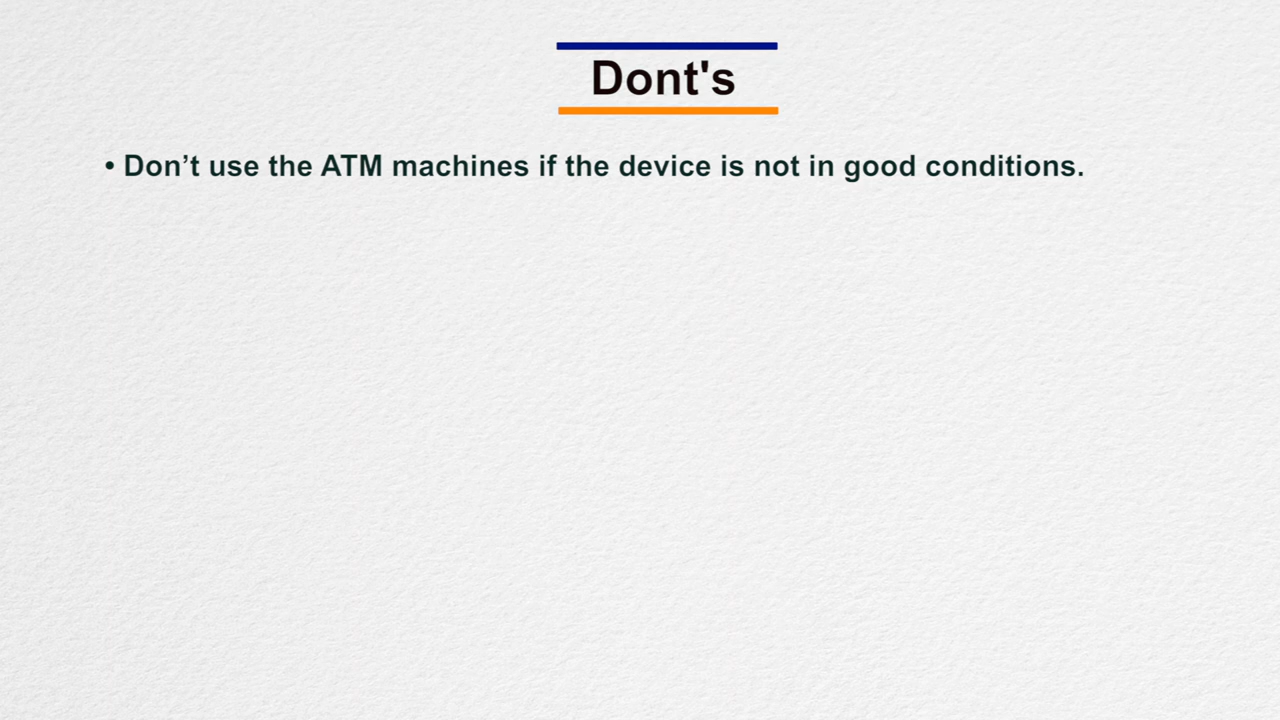 Dont's
• Don’t use the ATM machines if the device is not in good conditions.